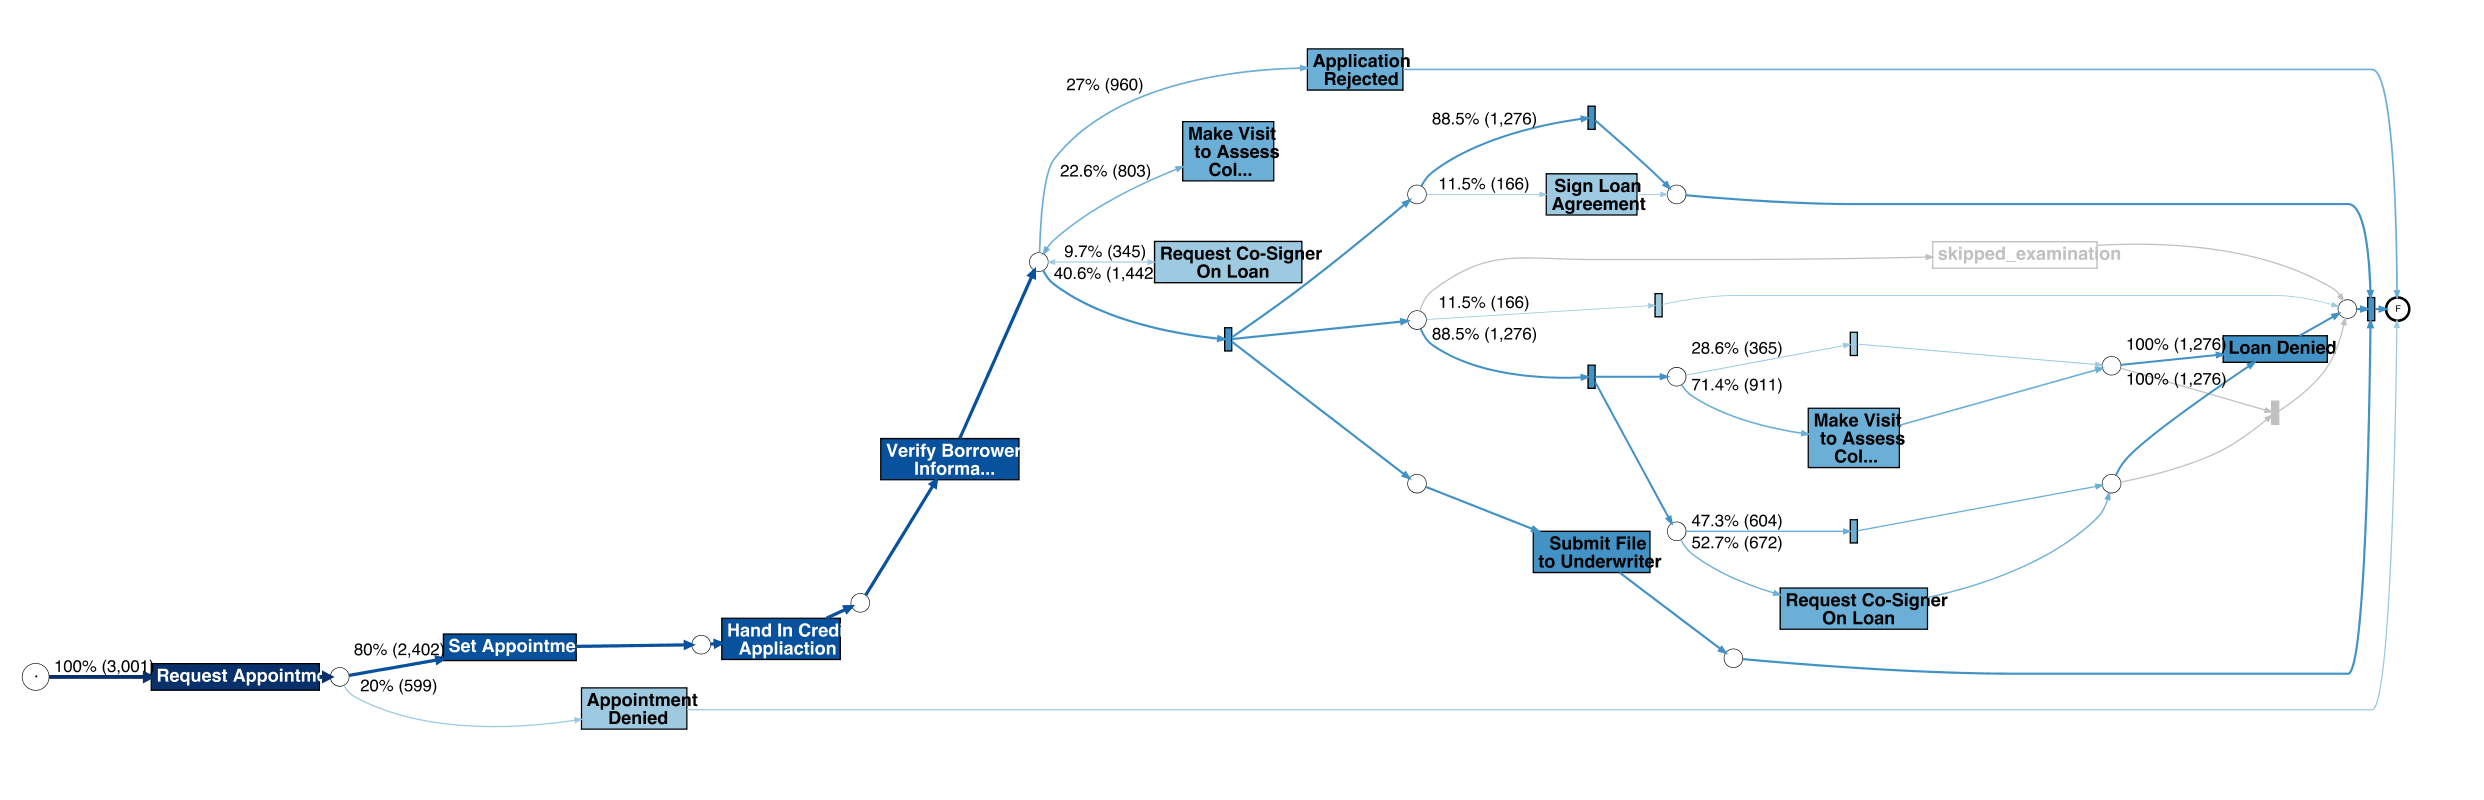 Application
Rejected
27% (960)
88.5% (1,276)
Make Visit
to Assess
Col...
22.6% (803)
11.5% (166)
Sign Loan
Agreement
9.7% (345)
Request Co-Signer
On Loan
40.6% (1,442
skipped_examination
11.5% (166)
F
88.5% (1,276)
28.6% (365)
100% (1,276)
Loan Denied
71.4% (911)
100% (1,276)
Make Visit
to Assess
Col...
Verify Borrower
Informa...
47.3% (604)
52.7% (672)
Submit File
to Underwriter
Request Co-Signer
On Loan
Hand In Credi
Appliaction
80% (2,402)
Set Appointme
100% (3,001)
Request Appointme
20% (599)
Appointment
Denied